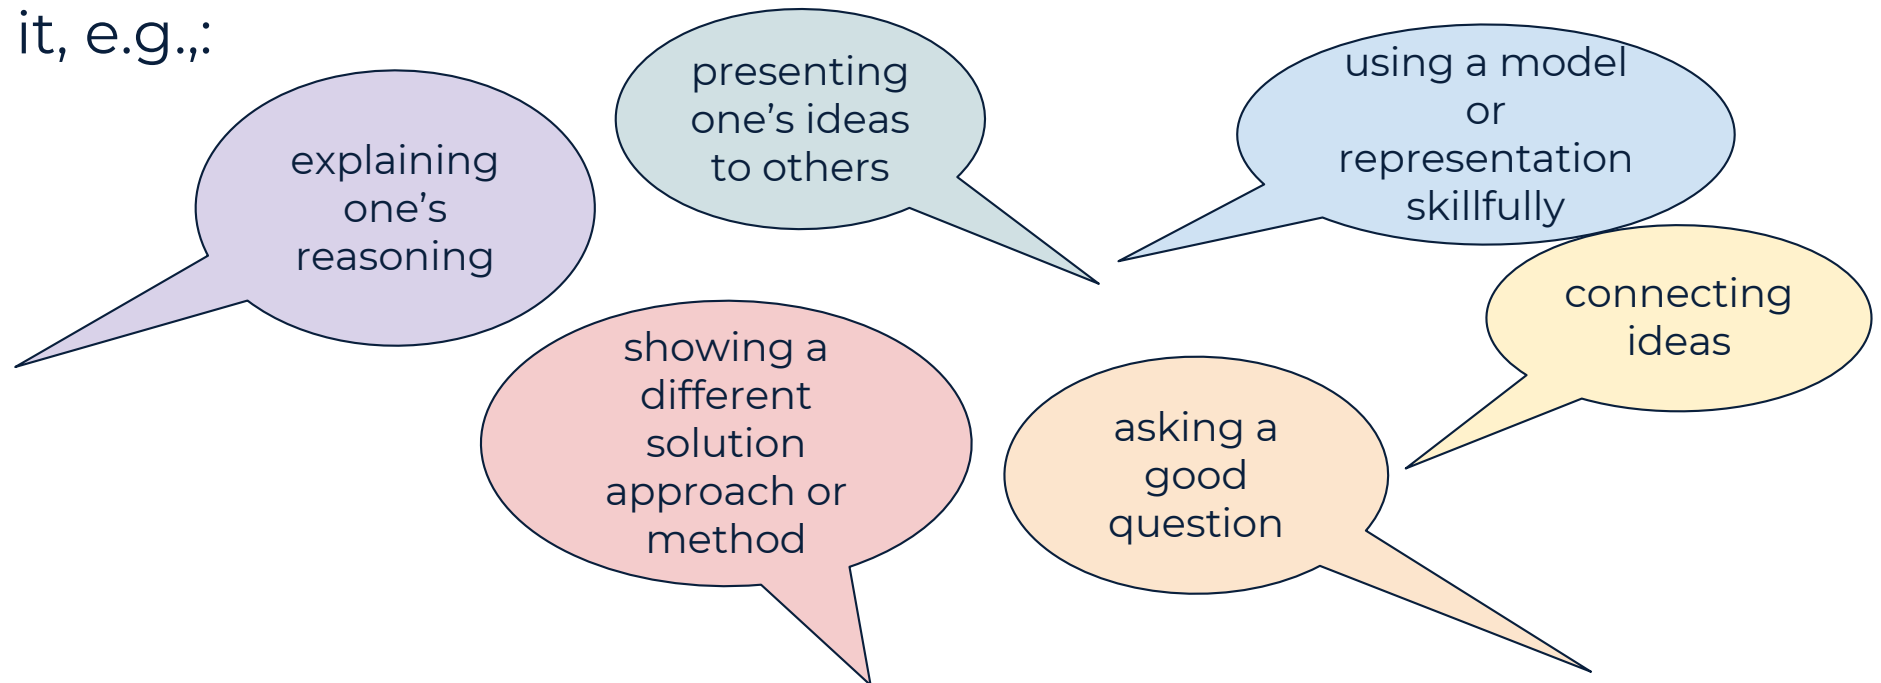 it, e.g.,:
explaining
one’s
reasoning
presenting
one’s ideas
to others
using a model
or
representation
skillfully
connecting
ideas
showing a
different
solution
approach or
method
asking a
good
question